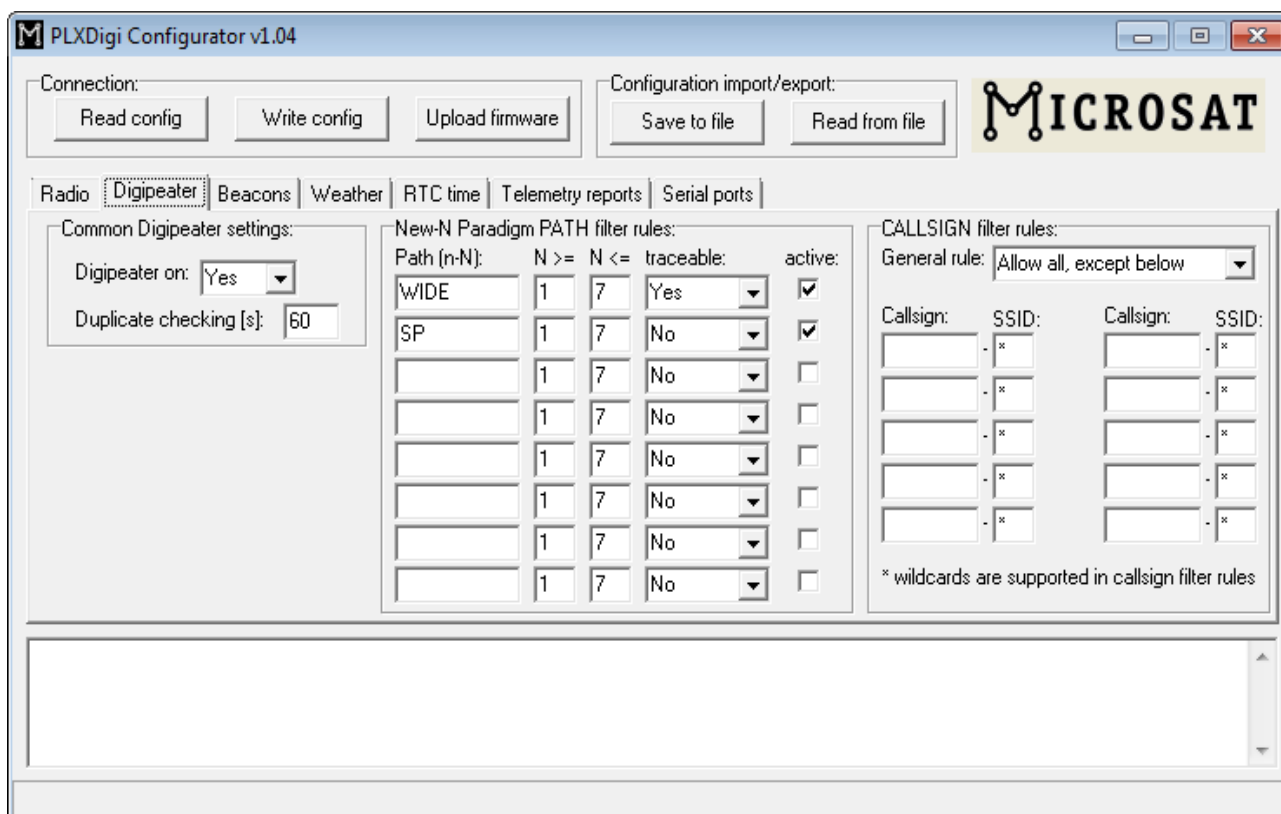 PLXDigi Configurator v1.04
Connection:
Read config Write config Upload firmware
Configuration import/export:
Save to file Read from file
MICROSAT
Radio Digipeater Beacons Weather RTC time Telemetry reports Serial ports
Common Digipeater settings:
Digipeater on: Yes
Duplicate checking [s]: 60
New-N Paradigm PATH filter rules:
Path (n-N): N >= N <= traceable: active:
WIDE 1 7 Yes
SP 1 7 No
1 7 No
1 7 No
1 7 No
1 7 No
1 7 No
1 7 No
CALLSIGN filter rules:
General rule: Allow all, except below
Callsign: SSID: Callsign: SSID:
- * - *
- * - *
- * - *
- * - *
- * - *
* wildcards are supported in callsign filter rules